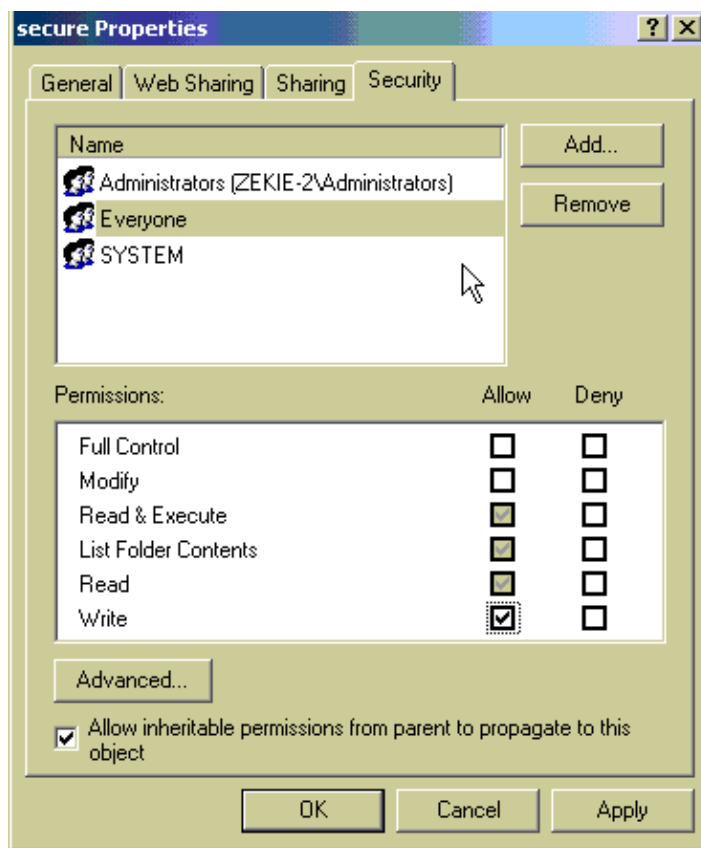 secure Properties ? X
General Web Sharing Sharing Security
Name
Add...
Administrators (ZEKIE-2\Administrators)
Remove
Everyone
SYSTEM
Permissions: Allow Deny
Full Control
Modify
Read & Execute
List Folder Contents
Read
Write
Advanced...
Allow inheritable permissions from parent to propagate to this
object
OK Cancel Apply